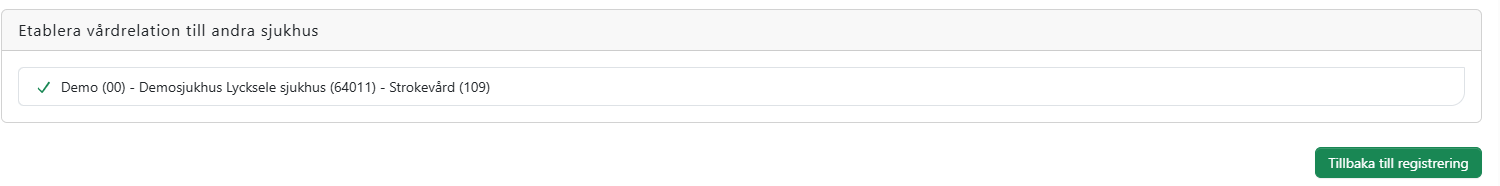 Etablera vårdrelation till andra sjukhus
Demo (00) - Demosjukhus Lycksele sjukhus (64011) - Strokevård (109)
Tillbaka till registrering